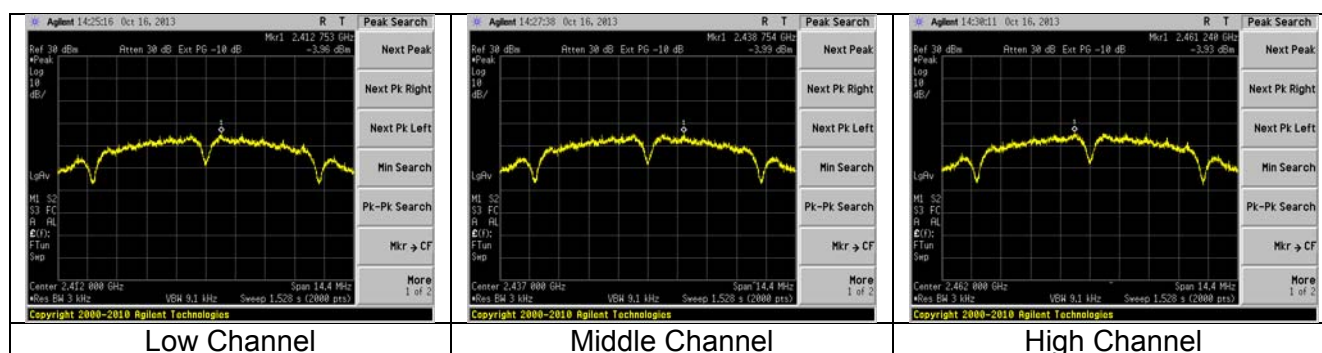 Agilent 14:25:16 Oct 16, 2013 R T Peak Search
Mkr1 2.412 753 GHz
Ref 30 dBm Atten 30 dB Ext PG -10 dB -3.96 dBm
Next Peak
#Peak
Log
10
dB/
Next Pk Right
1
Next Pk Left
Min Search
LgAv
M1 S2
S3 FC
A AA
Pk-Pk Search
£(f):
FTun
Swp
Mkr → CF
Center 2.412 000 GHz Span 14.4 MHz
#Res BW 3 kHz VBW 9.1 kHz Sweep 1.528 s (2000 pts)
More
1 of 2
Copyright 2000-2010 Agilent Technologies
Low Channel
Agilent 14:27:38 Oct 16, 2013 R T Peak Search
Mkr1 2.438 754 GHz
Ref 30 dBm Atten 30 dB Ext PG -10 dB -3.99 dBm
Next Peak
#Peak
Log
10
dB/
Next Pk Right
1
Next Pk Left
Min Search
LgAv
M1 S2
S3 FC
A AA
Pk-Pk Search
£(f):
FTun
Swp
Mkr → CF
Center 2.437 000 GHz Span 14.4 MHz
#Res BW 3 kHz VBW 9.1 kHz Sweep 1.528 s (2000 pts)
More
1 of 2
Copyright 2000-2010 Agilent Technologies
Middle Channel
Agilent 14:30:11 Oct 16, 2013 R T Peak Search
Mkr1 2.461 240 GHz
Ref 30 dBm Atten 30 dB Ext PG -10 dB -3.93 dBm
Next Peak
#Peak
Log
10
dB/
Next Pk Right
1
Next Pk Left
Min Search
LgAv
M1 S2
S3 FC
A AA
Pk-Pk Search
£(f):
FTun
Swp
Mkr → CF
Center 2.462 000 GHz Span 14.4 MHz
#Res BW 3 kHz VBW 9.1 kHz Sweep 1.528 s (2000 pts)
More
1 of 2
Copyright 2000-2010 Agilent Technologies
High Channel